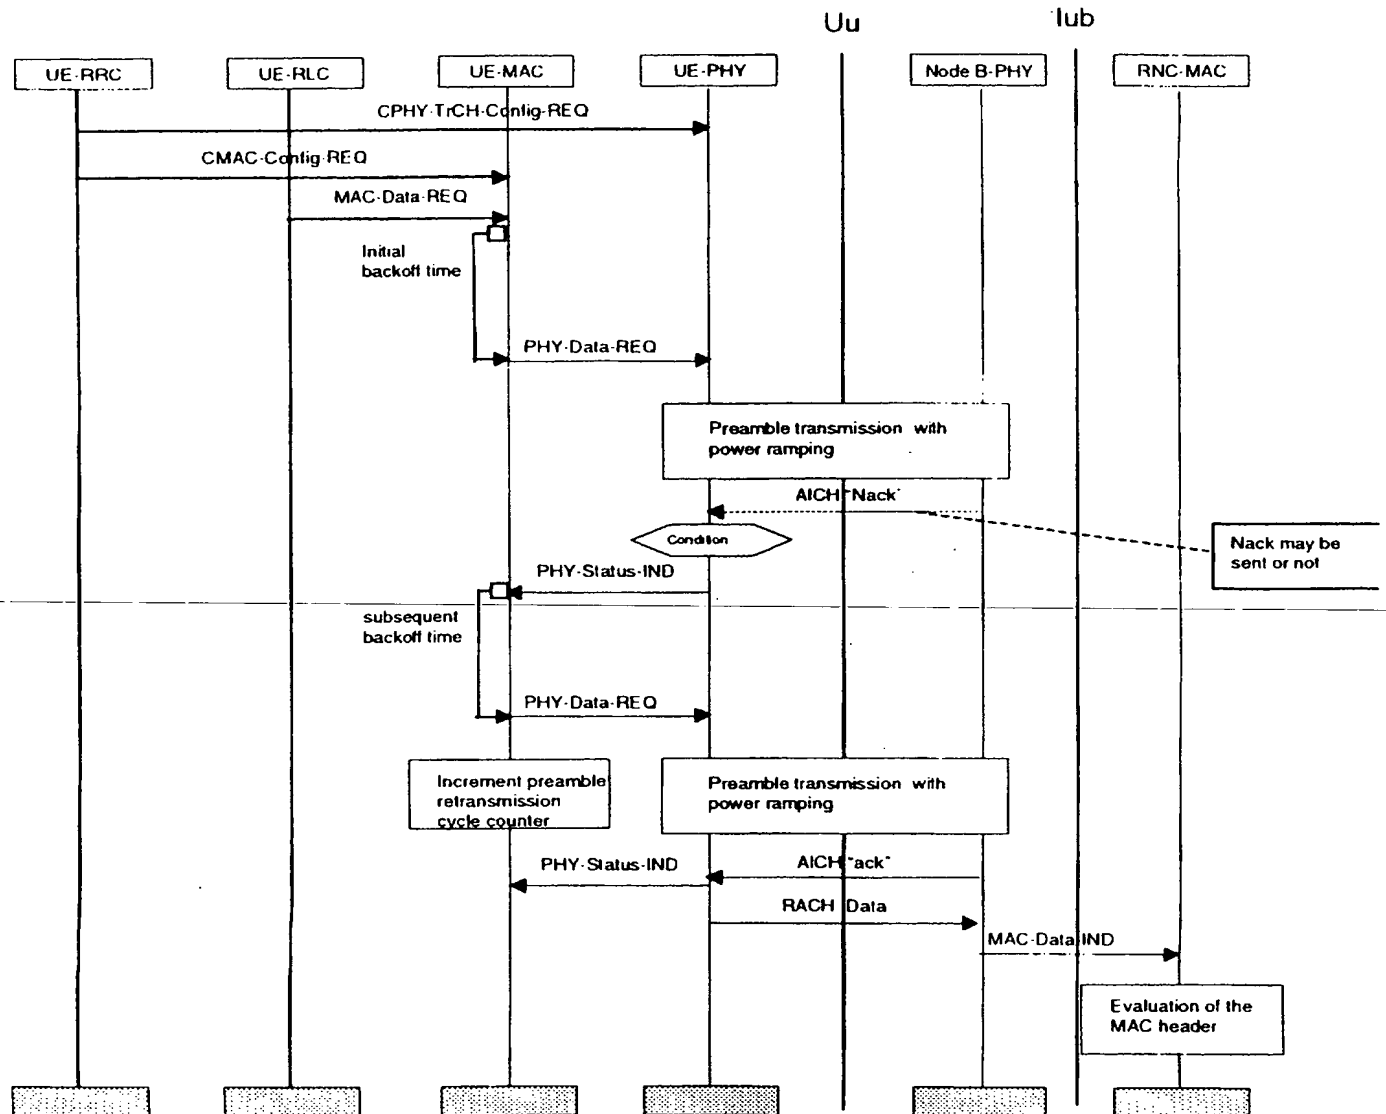 Uu
Iub
UE-RRC
UE-RLC
UE-MAC
UE-PHY
Node B-PHY
RNC-MAC
CPHY-TrCH-Config-REQ
CMAC-Config-REQ
MAC-Data-REQ
Initial
backoff time
PHY-Data-REQ
Preamble transmission with
power ramping
AICH "Nack"
Condition
Nack may be
sent or not
PHY-Status-IND
subsequent
backoff time
PHY-Data-REQ
Increment preamble
retransmission
cycle counter
Preamble transmission with
power ramping
PHY-Status-IND
AICH "ack"
RACH Data
MAC-Data-IND
Evaluation of the
MAC header